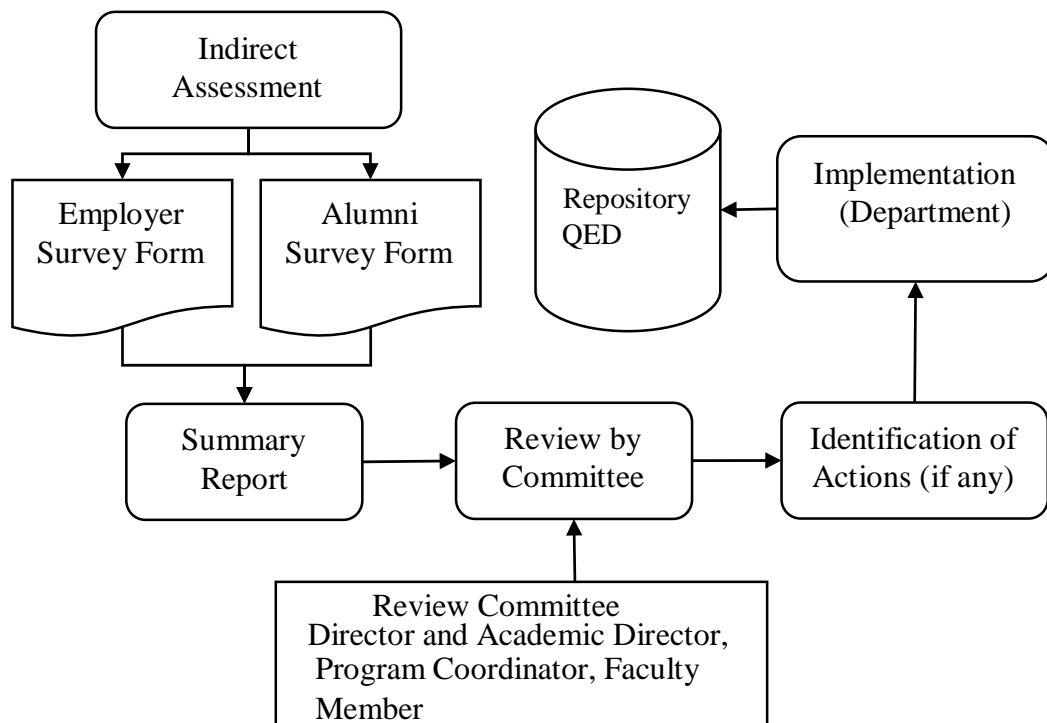 Indirect
Assessment
Employer
Survey Form
Alumni
Survey Form
Repository
QED
Implementation
(Department)
Summary
Report
Review by
Committee
Identification of
Actions (if any)
Review Committee
Director and Academic Director,
Program Coordinator, Faculty
Member